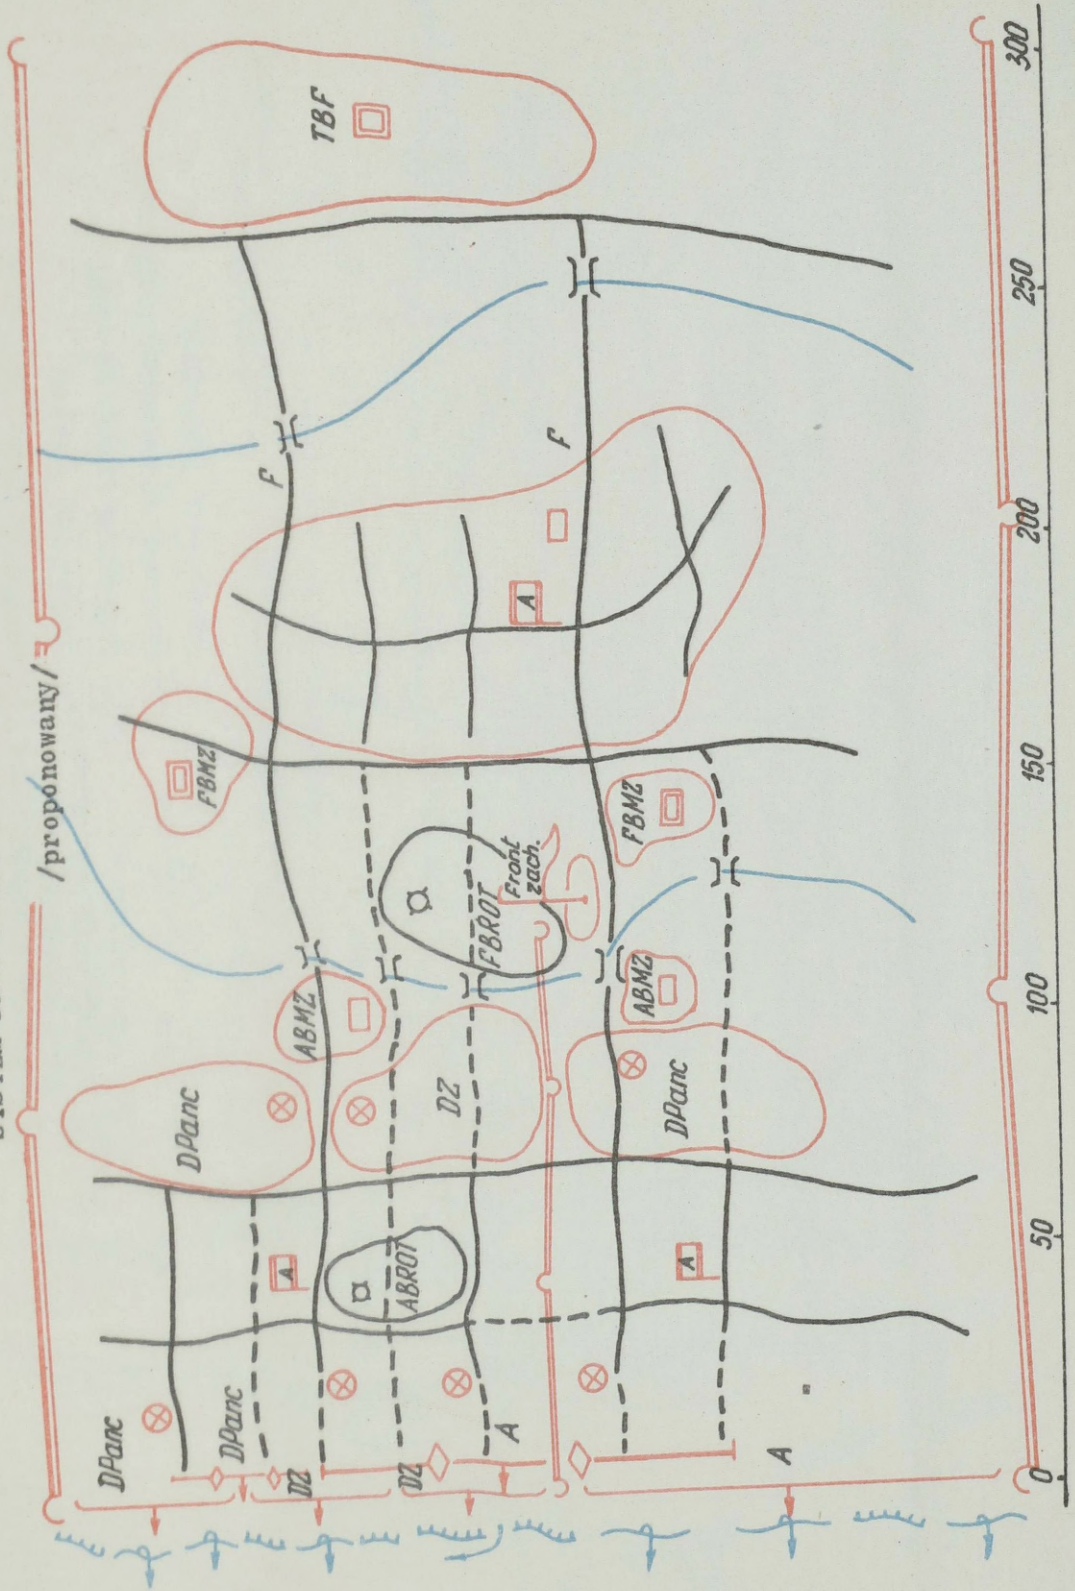 /proponowany/
TBF
F
F
A
FBMZ
FBMZ
Front
zach.
FBROT
ABMZ
ABMZ
DPanc
DZ
DPanc
A
ABROT
A
DPanc
DPanc
DZ
DZ
A
A
0
50
100
150
200
250
300